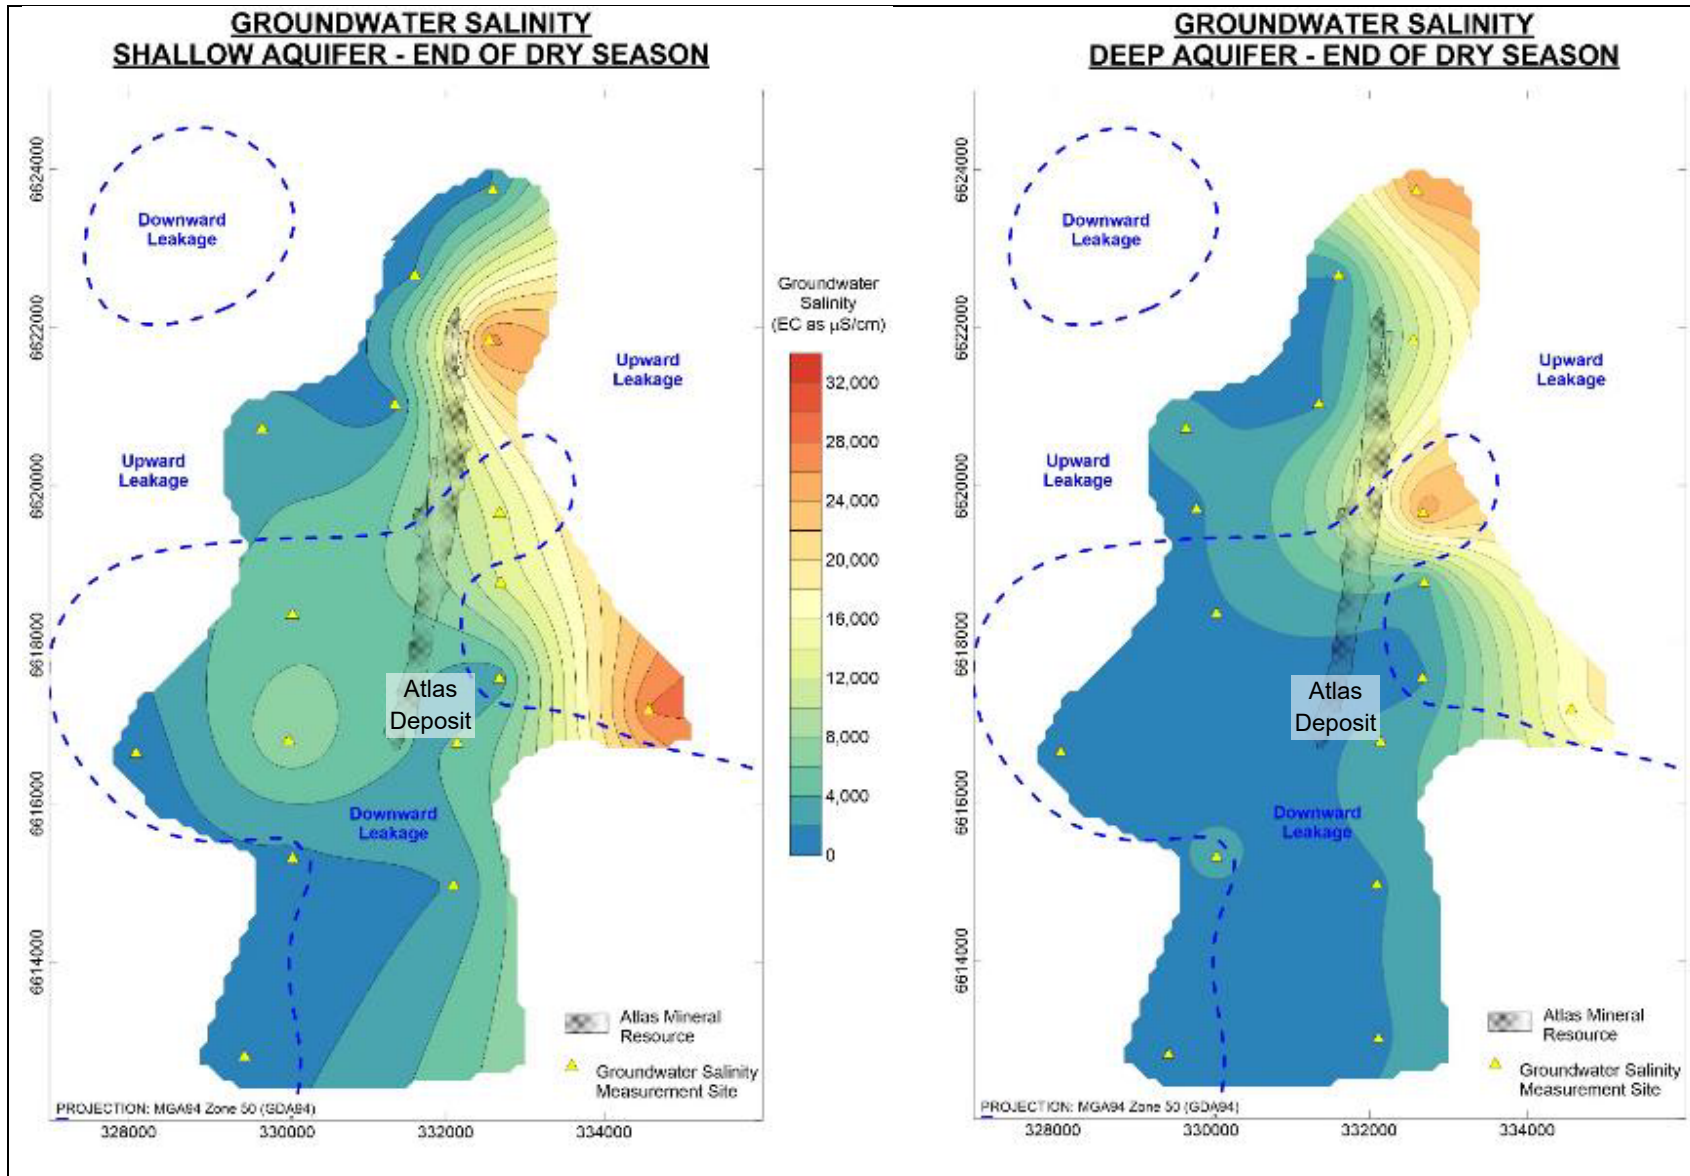 GROUNDWATER SALINITY
SHALLOW AQUIFER - END OF DRY SEASON
6624000
6622000
6620000
6618000
6616000
6614000
Downward
Leakage
Upward
Leakage
Upward
Leakage
Atlas
Deposit
Downward
Leakage
Atlas Mineral
Resource
Groundwater Salinity
Measurement Site
PROJECTION: MGA94 Zone 50 (GDA94)
328000
330000
332000
334000
Groundwater
Salinity
(EC as µS/cm)
32,000
28,000
24,000
20,000
16,000
12,000
8,000
4,000
0
GROUNDWATER SALINITY
DEEP AQUIFER - END OF DRY SEASON
6624000
6622000
6620000
6618000
6616000
6614000
Downward
Leakage
Upward
Leakage
Upward
Leakage
Atlas
Deposit
Downward
Leakage
Atlas Mineral
Resource
Groundwater Salinity
Measurement Site
PROJECTION: MGA94 Zone 50 (GDA94)
328000
330000
332000
334000